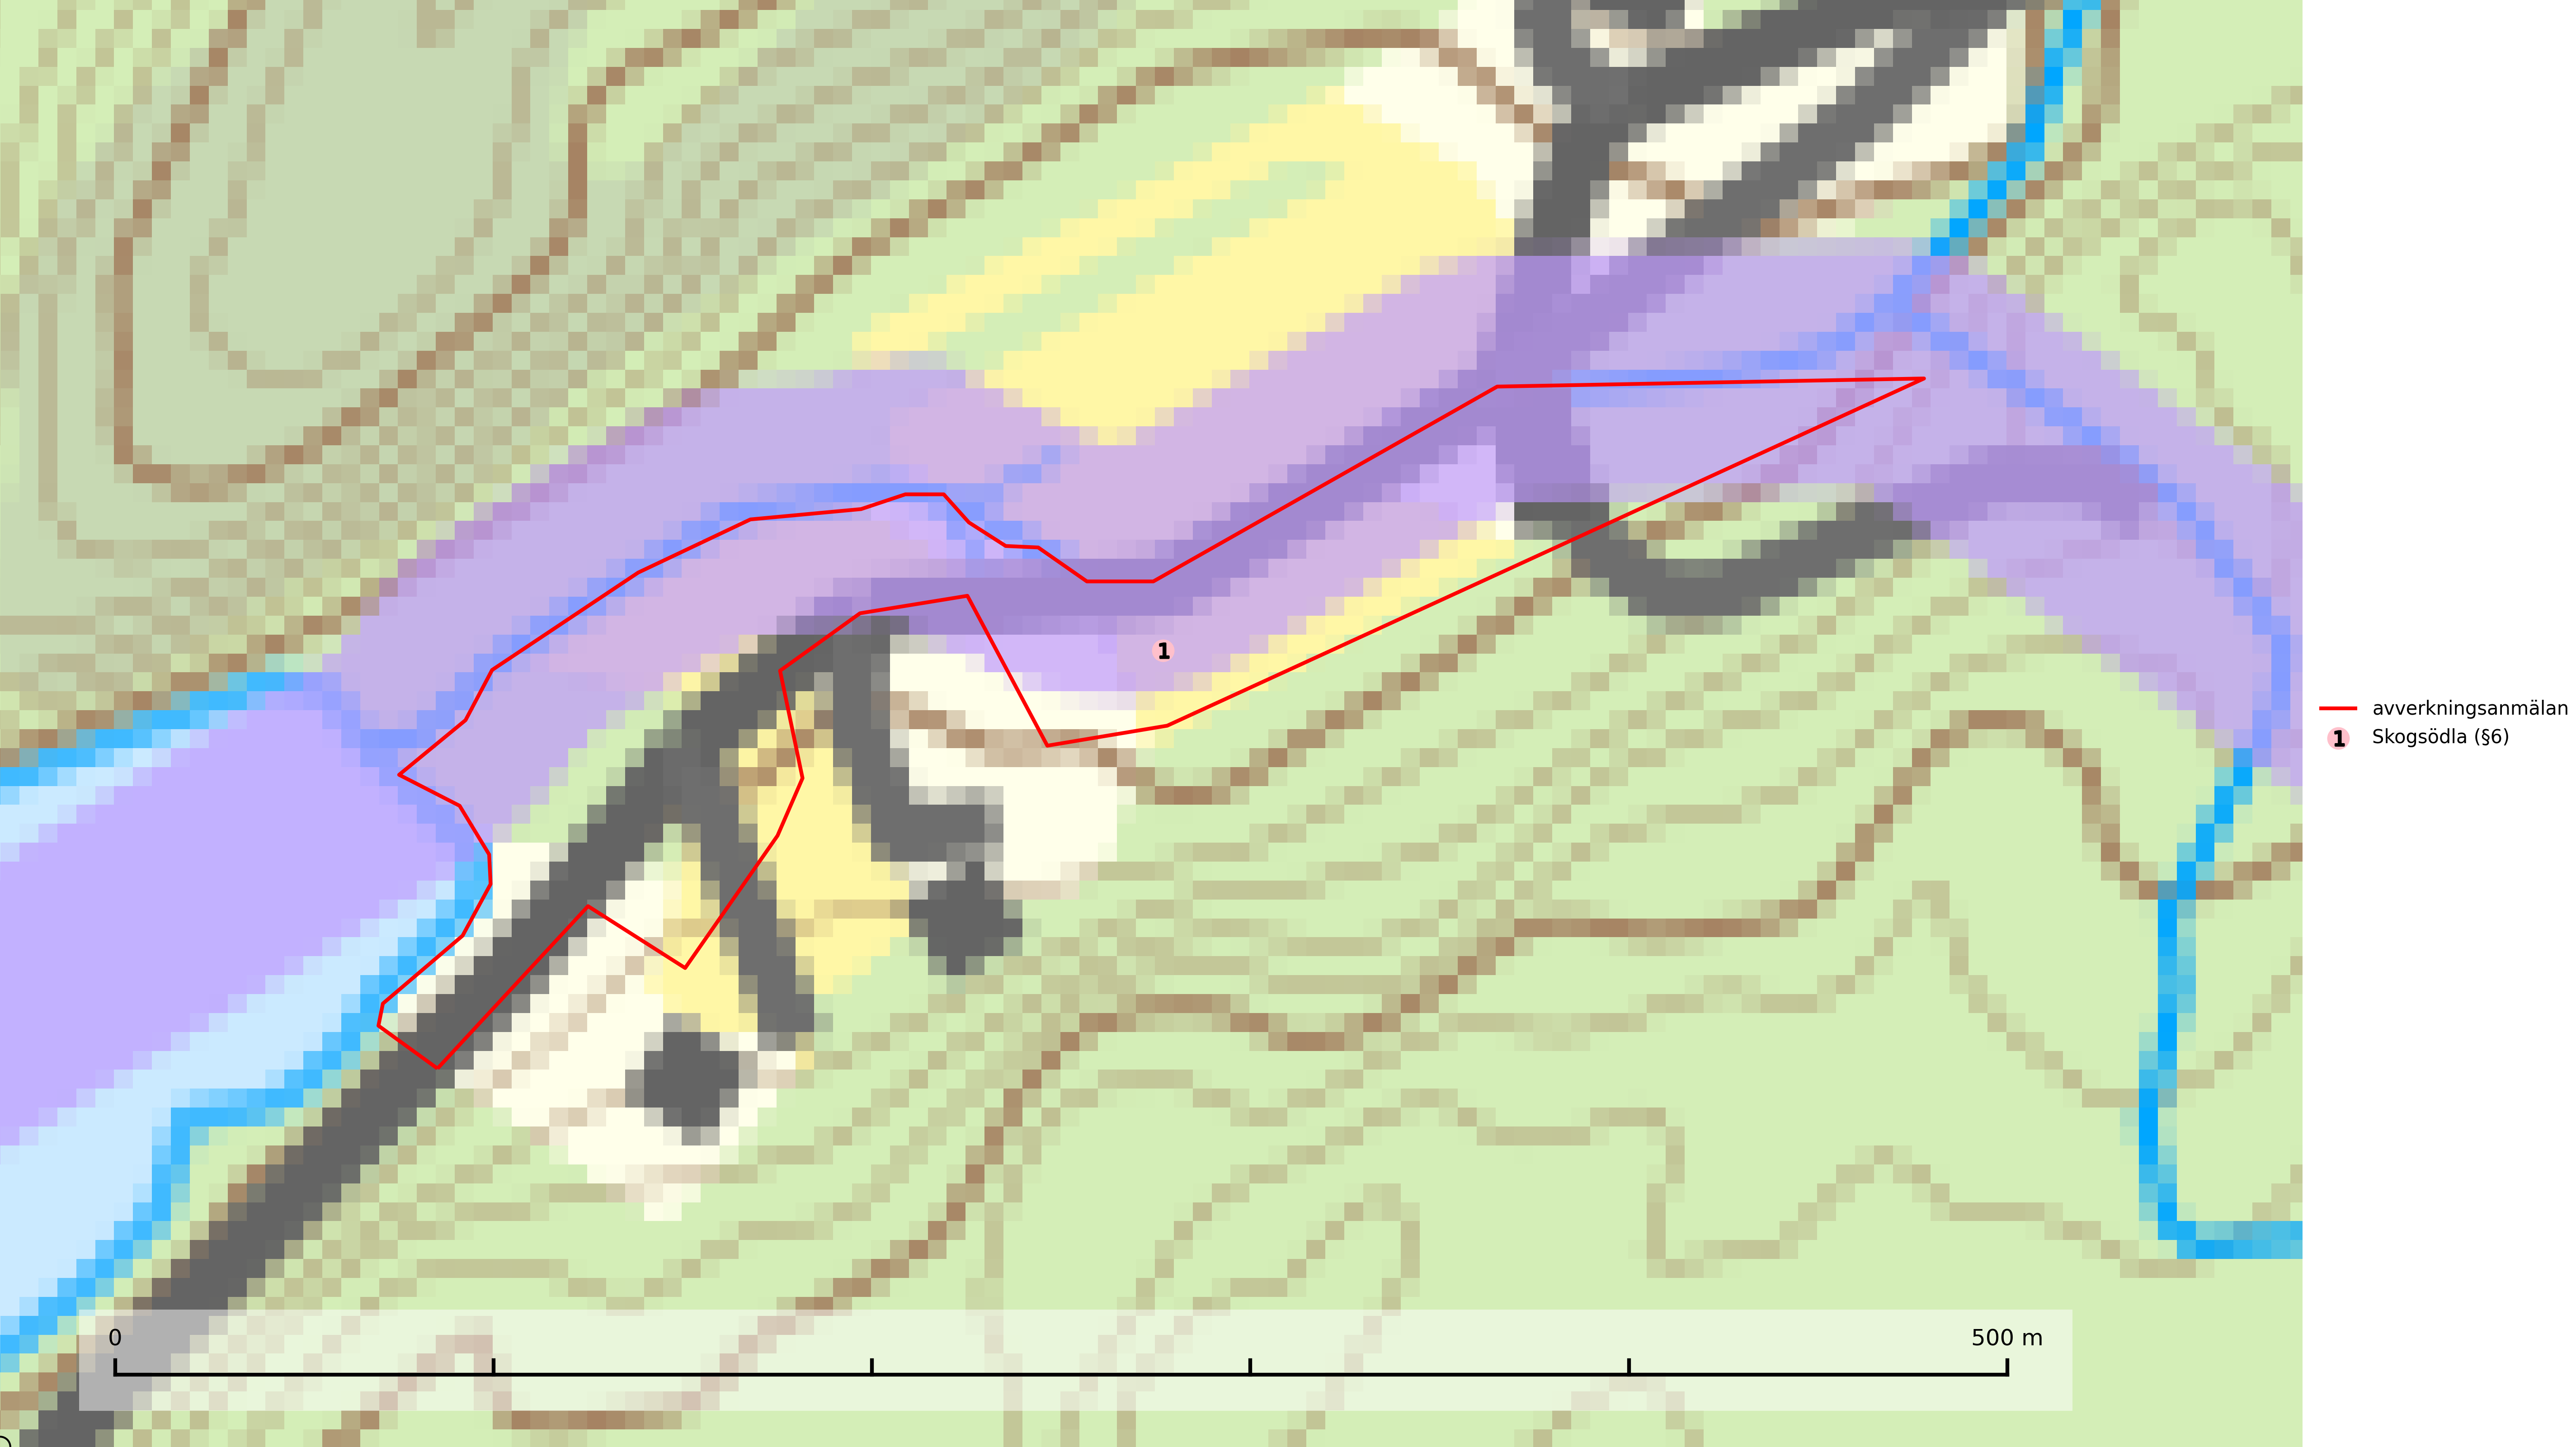 1
avverkningsanmälan
1 Skogsödla (§6)
0 500 m